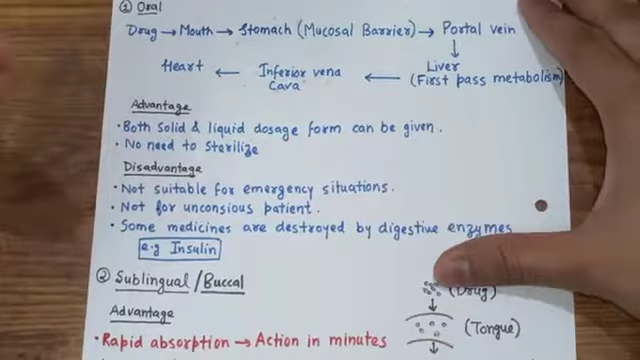 ① Oral
Drug → Mouth → Stomach (Mucosal Barrier) → Portal vein
↓
Heart ← Inferior vena Cava ← Liver (First pass metabolism)
Advantage
• Both solid & liquid dosage form can be given.
• No need to sterilize
Disadvantage
• Not suitable for emergency situations.
• Not for unconsious patient.
• Some medicines are destroyed by digestive enzymes
e.g Insulin
② Sublingual / Buccal
(Drug)
Advantage
(Tongue)
• Rapid absorption → Action in minutes